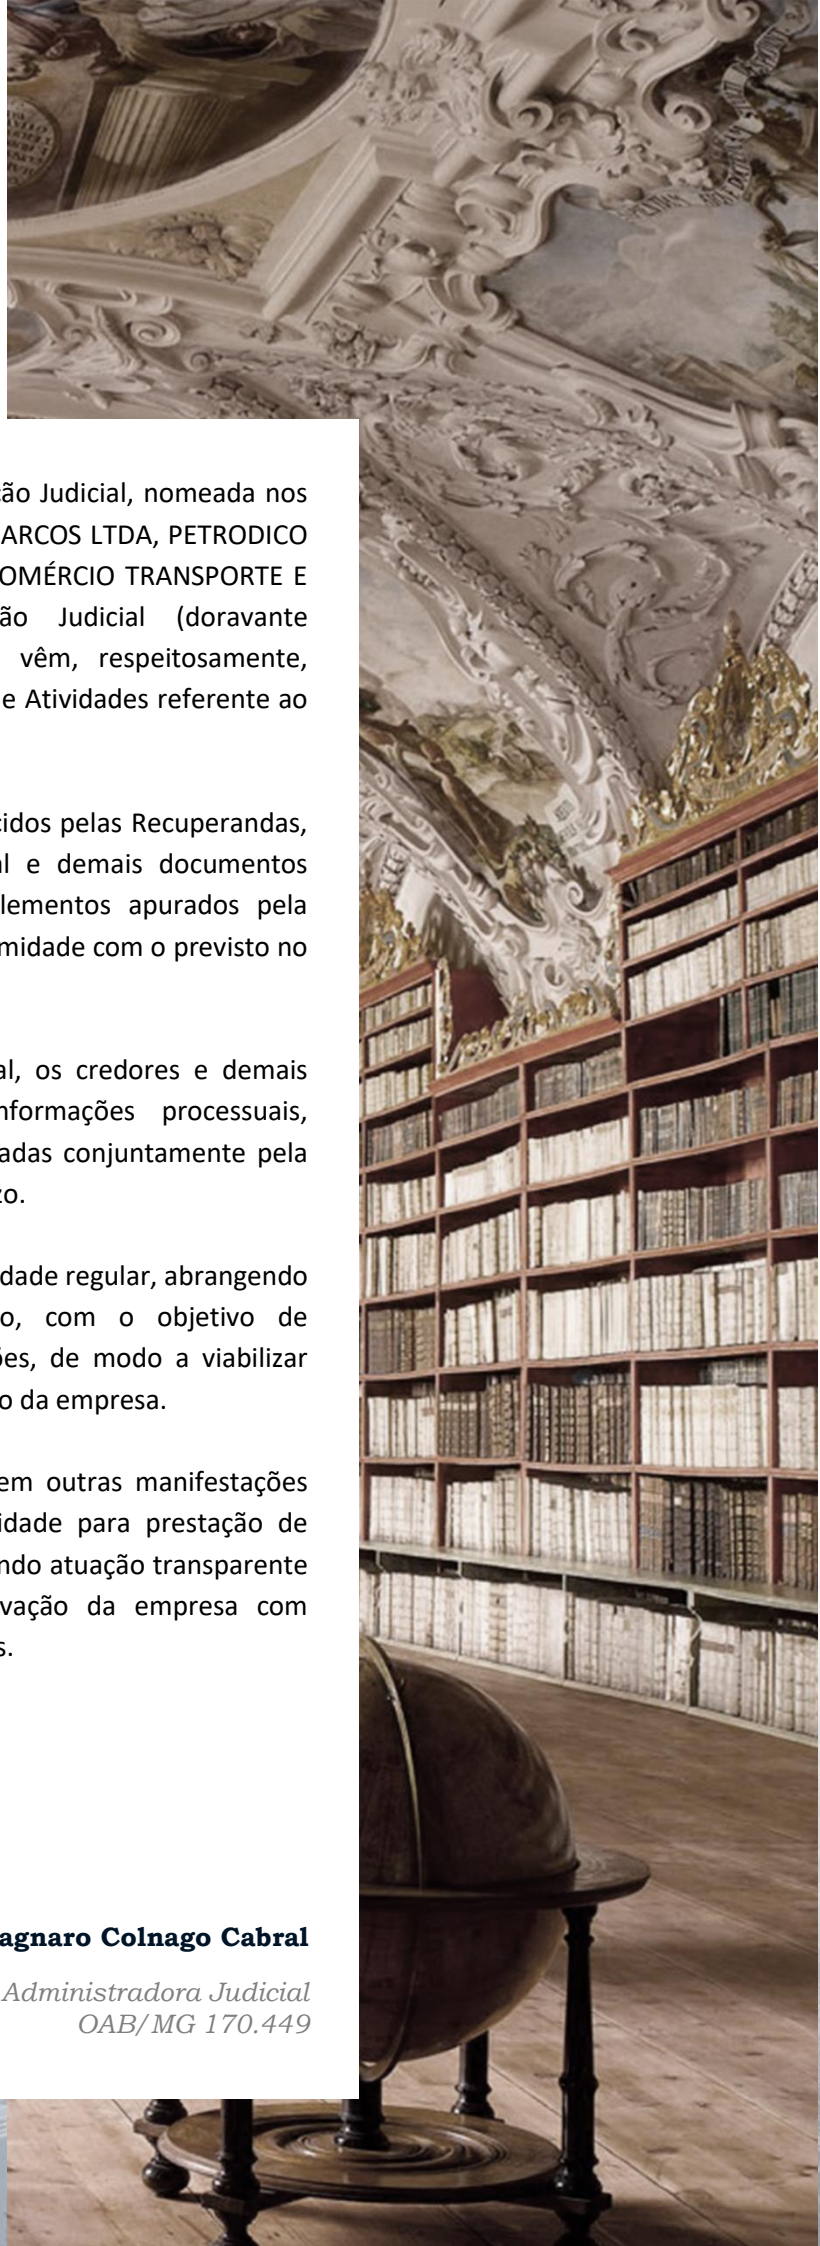 ão Judicial, nomeada nos
ARCOS LTDA, PETRODICO
OMÉRCIO TRANSPORTE E
ão Judicial (doravante
vêm, respeitosamente,
e Atividades referente ao
cidos pelas Recuperandas,
l e demais documentos
lementos apurados pela
midade com o previsto no
al, os credores e demais
nformações processuais,
adas conjuntamente pela
zo.
dade regular, abrangendo
o, com o objetivo de
ões, de modo a viabilizar
o da empresa.
em outras manifestações
idade para prestação de
ndo atuação transparente
vação da empresa com
s.
agnaro Colnago Cabral
Administradora Judicial
OAB/MG 170.449